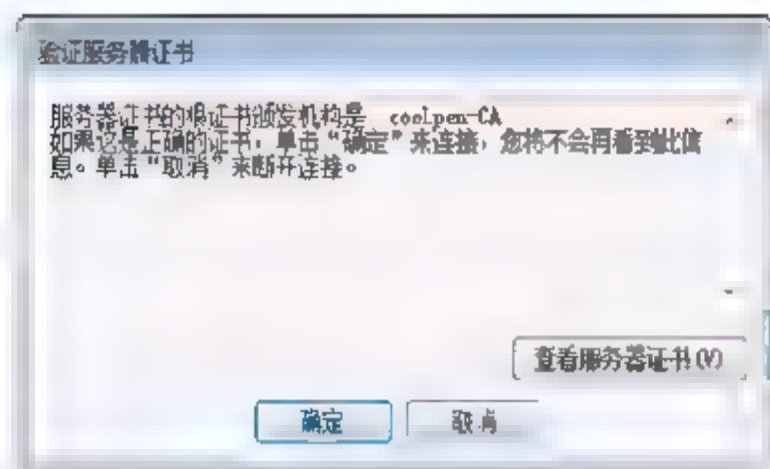 验证服务器证书
服务器证书的根证书颁发机构是 coolpen-CA
如果这是正确的证书，单击“确定”来连接，您将不会再看到此信
息。单击“取消”来断开连接。
查看服务器证书(V)
确定
取消